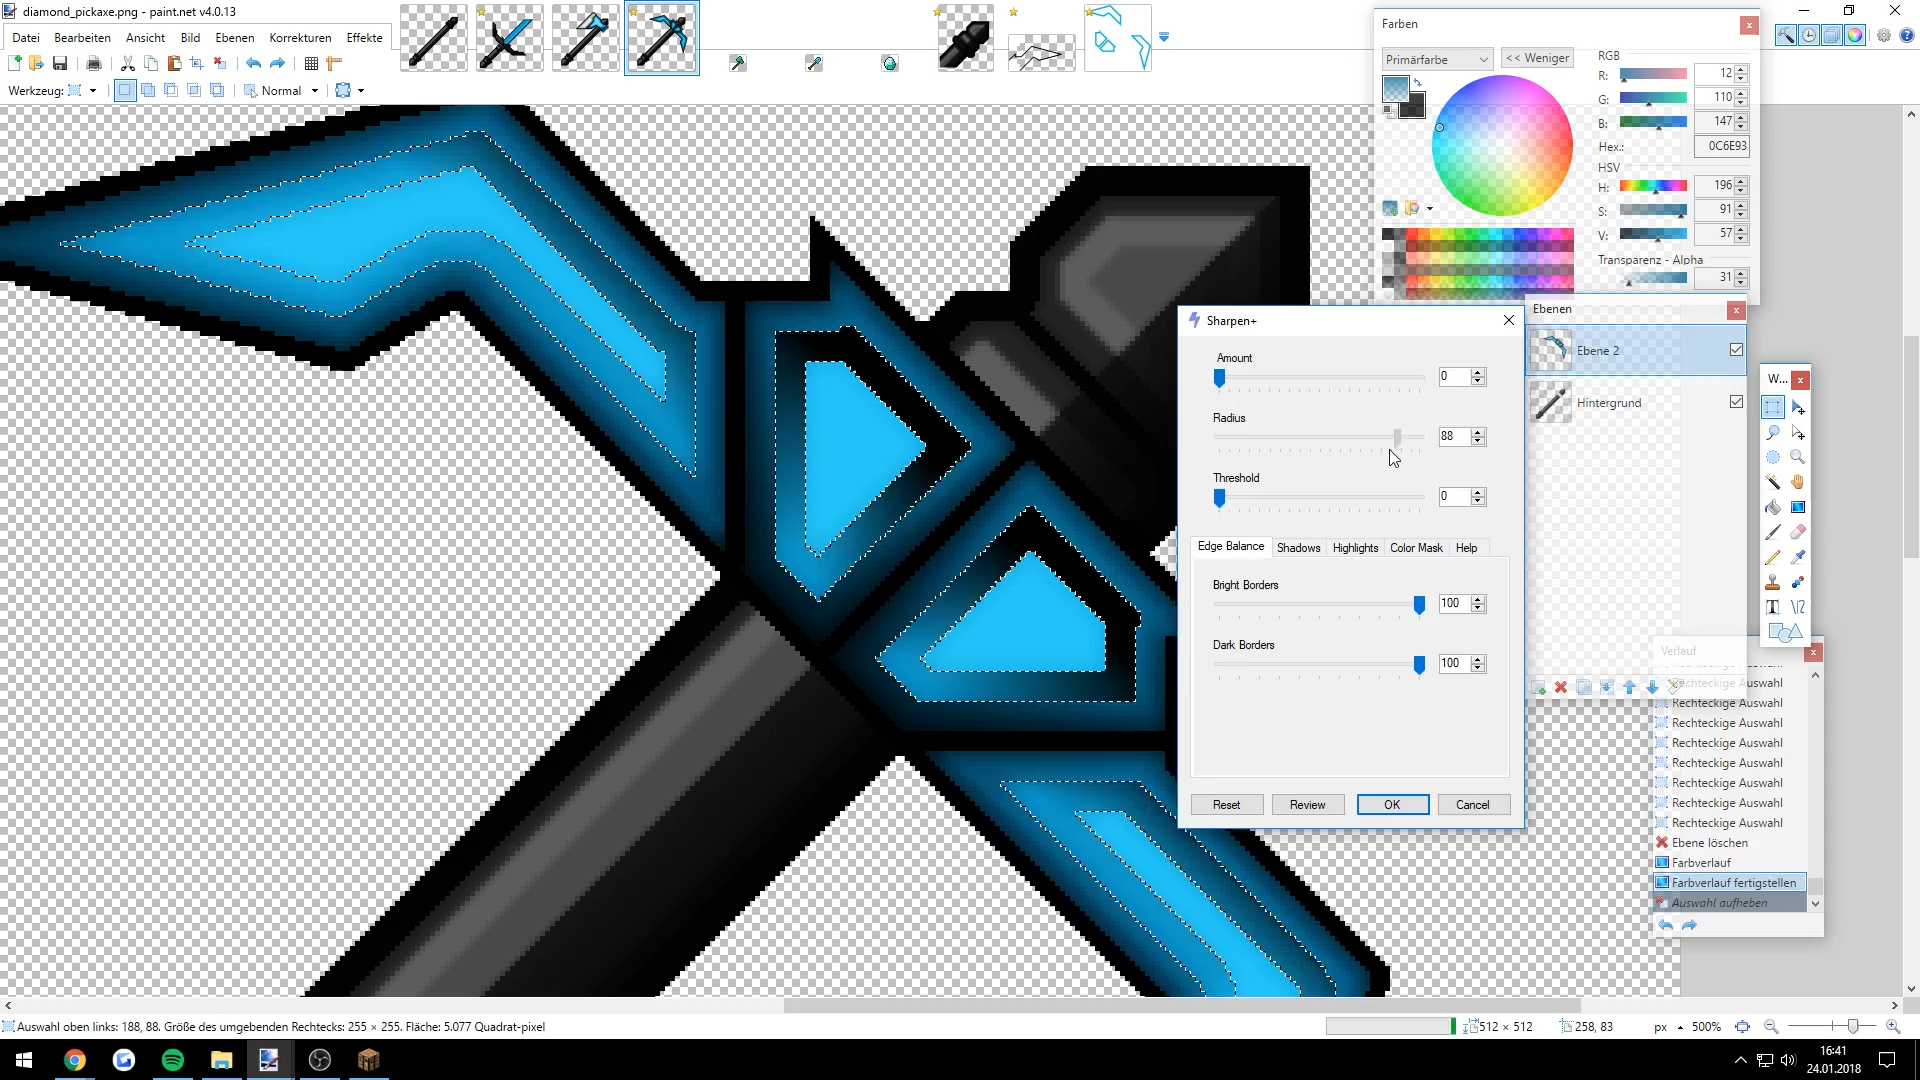 diamond_pickaxe.png - paint.net v4.0.13
Datei Bearbeiten Ansicht Bild Ebenen Korrekturen Effekte
Werkzeug: Normal
Farben
Primärfarbe
<< Weniger
RGB
R: 12
G: 110
B: 147
Hex.: 0C6E93
HSV
H: 196
S: 91
V: 57
Transparenz - Alpha
31
Sharpen+
Amount
0
Radius
88
Threshold
0
Edge Balance Shadows Highlights Color Mask Help
Bright Borders
100
Dark Borders
100
Reset Review OK Cancel
Ebenen
Ebene 2
Hintergrund
W...
Verlauf
Rechteckige Auswahl
Rechteckige Auswahl
Rechteckige Auswahl
Rechteckige Auswahl
Rechteckige Auswahl
Rechteckige Auswahl
Rechteckige Auswahl
Rechteckige Auswahl
Ebene löschen
Farbverlauf
Farbverlauf fertigstellen
Auswahl aufheben
Auswahl oben links: 188, 88. Größe des umgebenden Rechtecks: 255 × 255. Fläche: 5.077 Quadrat-pixel
512 × 512
258, 83
px
500%
16:41
24.01.2018